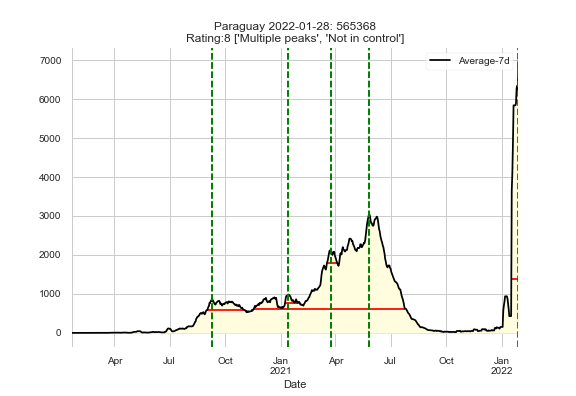 Paraguay 2022-01-28: 565368
Rating:8 ['Multiple peaks', 'Not in control']
Average-7d
7000
6000
5000
4000
3000
2000
1000
0
Apr
Jul
Oct
Jan
2021
Apr
Jul
Oct
Jan
2022
Date